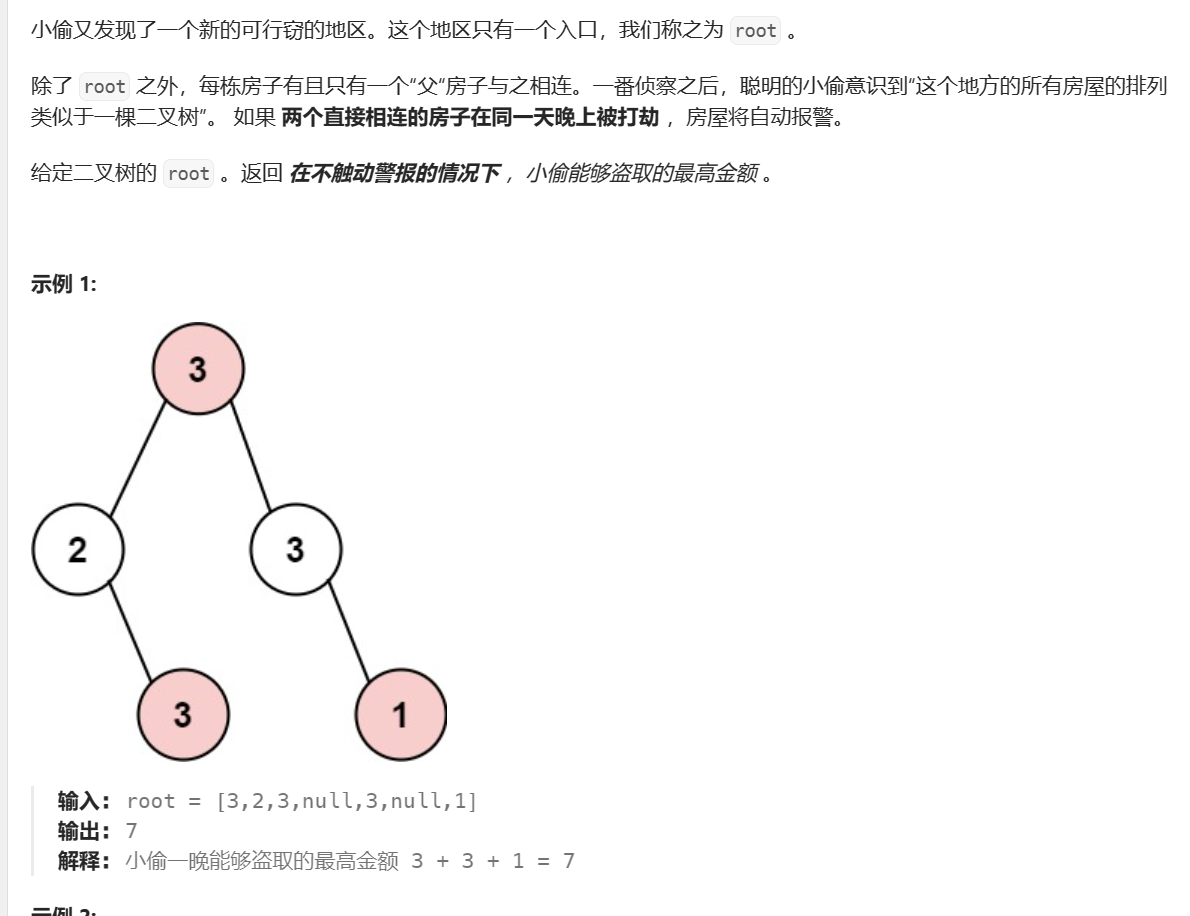 小偷又发现了一个新的可行窃的地区。这个地区只有一个入口，我们称之为 root 。
除了 root 之外，每栋房子有且只有一个“父“房子与之相连。一番侦察之后，聪明的小偷意识到“这个地方的所有房屋的排列
类似于一棵二叉树”。 如果 两个直接相连的房子在同一天晚上被打劫 ，房屋将自动报警。
给定二叉树的 root 。返回 在不触动警报的情况下 ，小偷能够盗取的最高金额 。
示例 1:
3
2 3
3 1
输入： root = [3,2,3,null,3,null,1]
输出： 7
解释： 小偷一晚能够盗取的最高金额 3 + 3 + 1 = 7
示例 2: